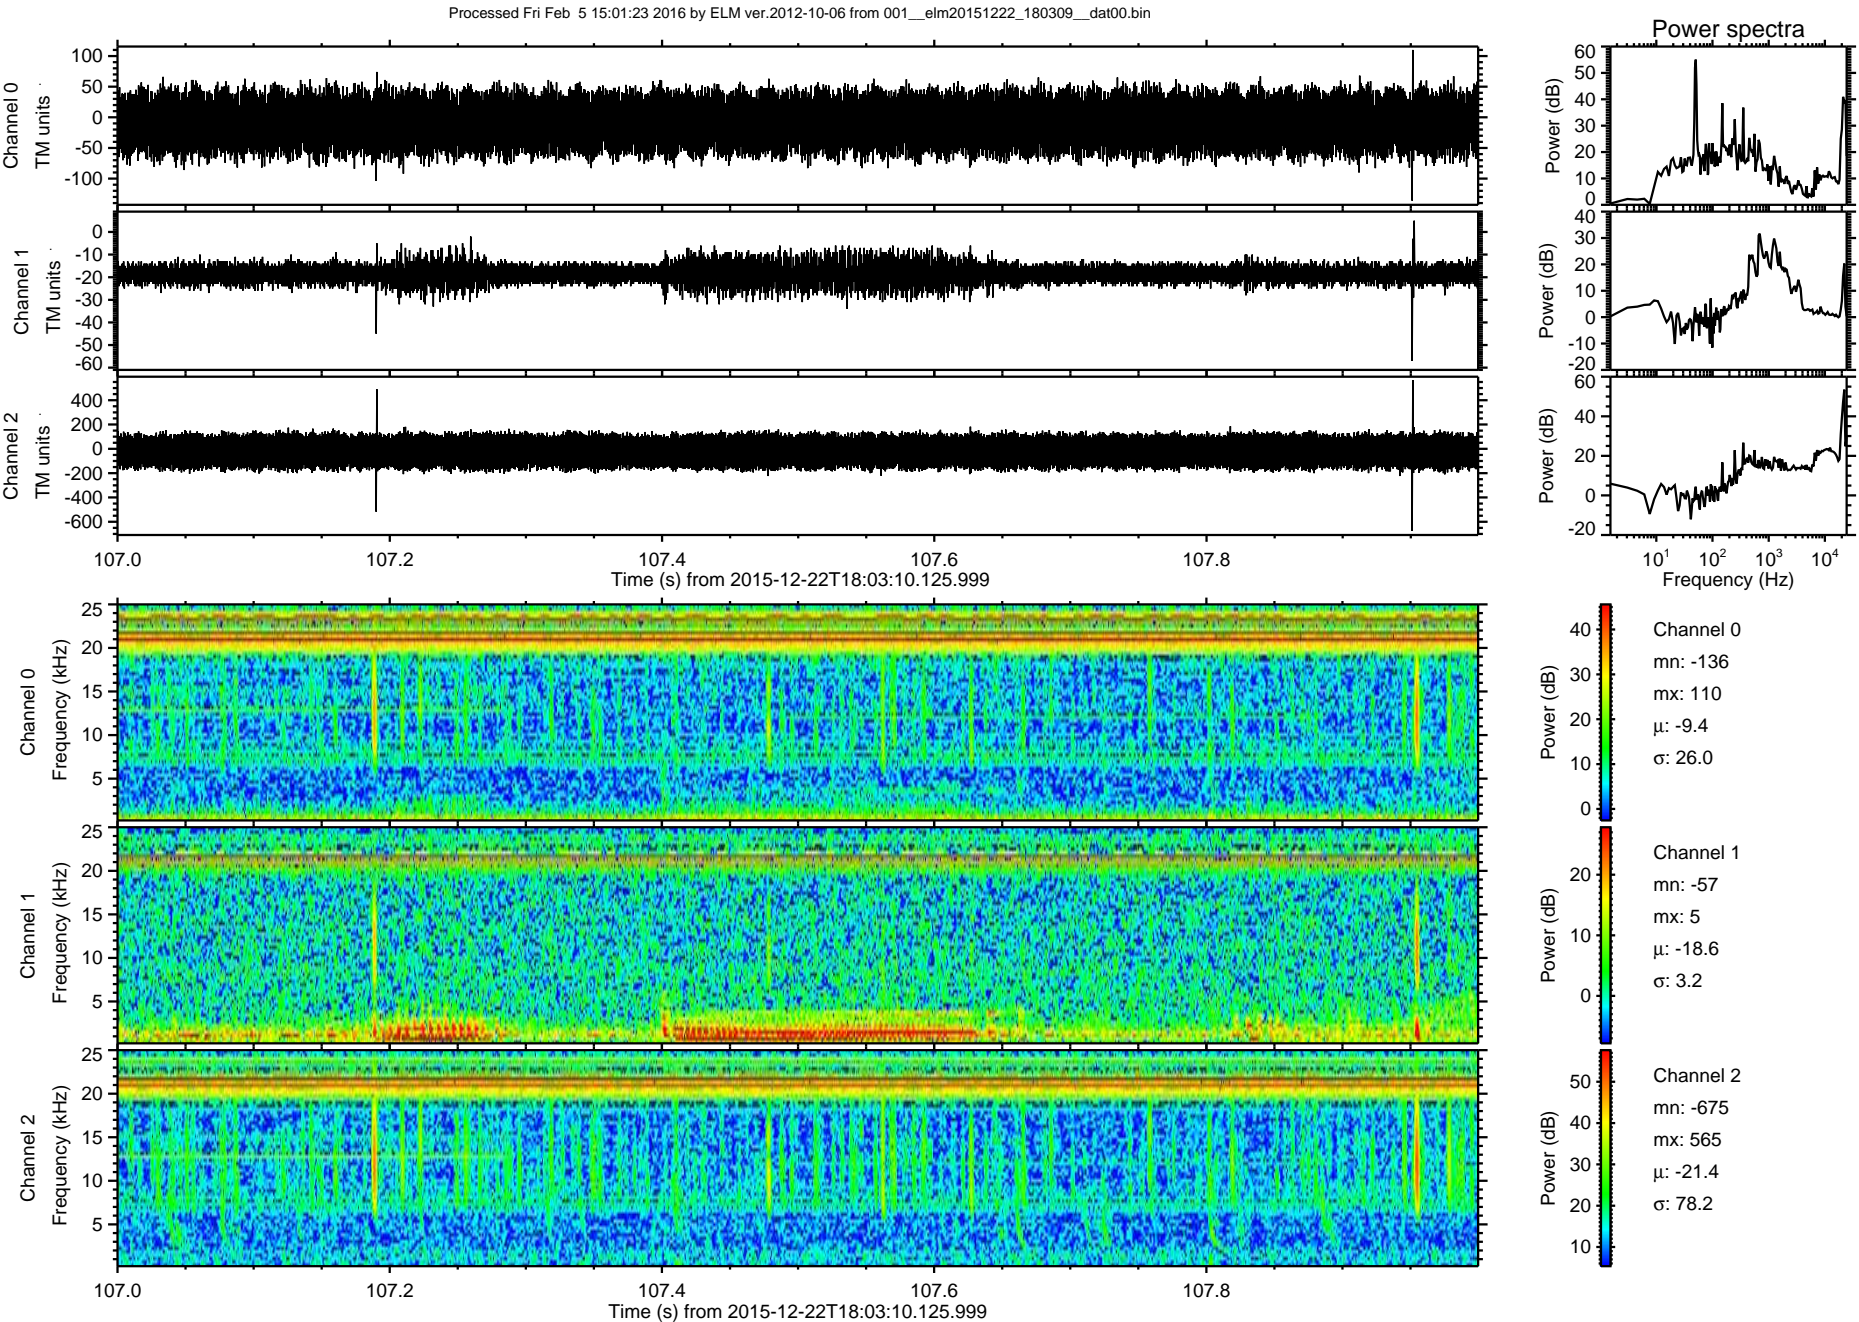 Processed Fri Feb  5 15:01:23 2016 by ELM ver.2012-10-06 from 001__elm20151222_180309__dat00.bin
Power spectra
Channel 0
TM units
100
50
0
-50
-100
Power (dB)
60
50
40
30
20
10
0
Channel 1
TM units
0
-10
-20
-30
-40
-50
-60
Power (dB)
40
30
20
10
0
-10
-20
Channel 2
TM units
400
200
0
-200
-400
-600
Power (dB)
60
40
20
0
-20
107.0 107.2 107.4 107.6 107.8
Time (s) from 2015-12-22T18:03:10.125.999
10^1 10^2 10^3 10^4
Frequency (Hz)
Channel 0
Frequency (kHz)
25
20
15
10
5
Power (dB)
40
30
20
10
0
Channel 0
mn: -136
mx: 110
μ: -9.4
σ: 26.0
Channel 1
Frequency (kHz)
25
20
15
10
5
Power (dB)
20
10
0
Channel 1
mn: -57
mx: 5
μ: -18.6
σ: 3.2
Channel 2
Frequency (kHz)
25
20
15
10
5
Power (dB)
50
40
30
20
10
Channel 2
mn: -675
mx: 565
μ: -21.4
σ: 78.2
107.0 107.2 107.4 107.6 107.8
Time (s) from 2015-12-22T18:03:10.125.999